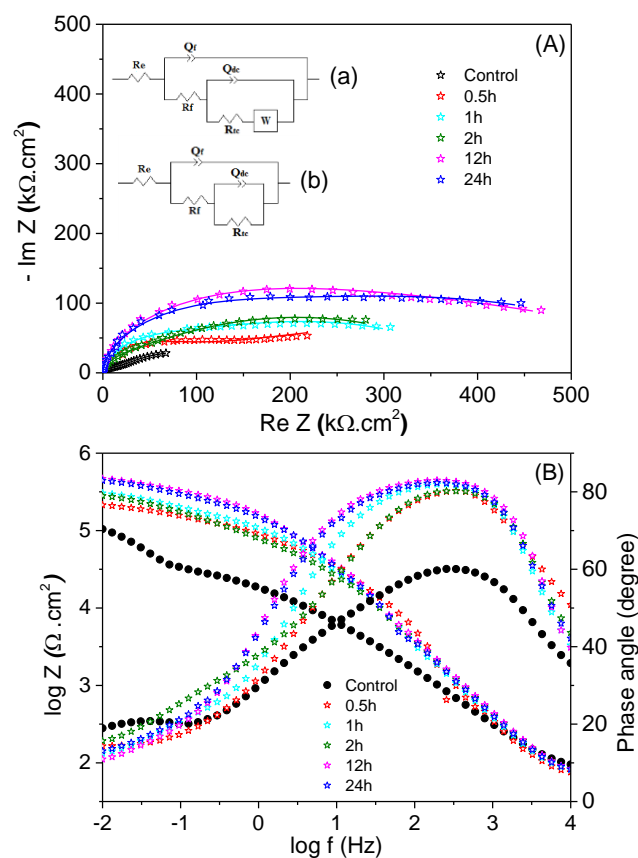 (A)
-500
-400
-300
-200
-100
0
- Im Z (kΩ.cm²)
Re
Qf
Rf
Qdc
Rtc
W
(a)
Re
Qf
Rf
Qdc
Rtc
(b)
Control
0.5h
1h
2h
12h
24h
0 100 200 300 400 500
Re Z (kΩ.cm²)
(B)
6
5
4
3
2
log Z (Ω .cm²)
80
60
40
20
0
Phase angle (degree)
Control
0.5h
1h
2h
12h
24h
-2 -1 0 1 2 3 4
log f (Hz)